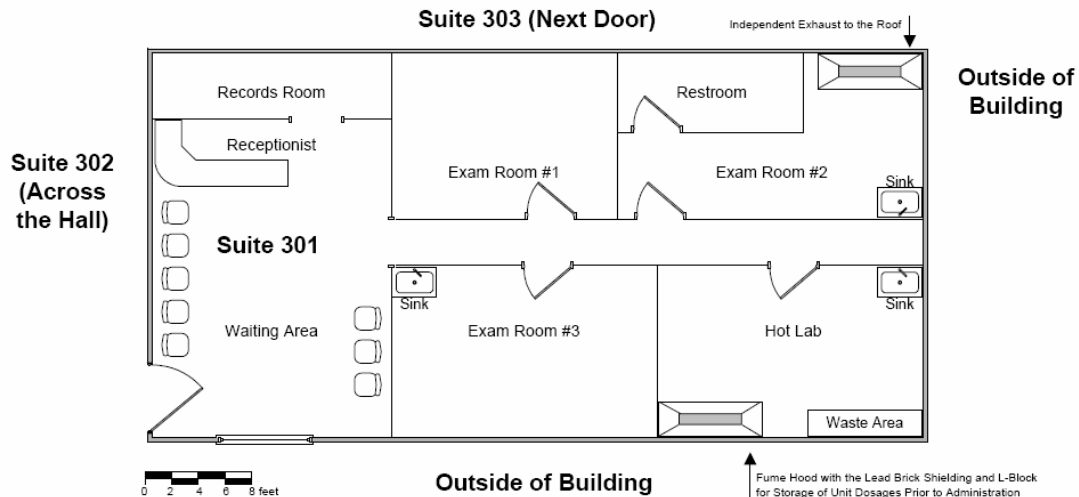 Suite 303 (Next Door)
Independent Exhaust to the Roof
Outside of
Building
Records Room
Restroom
Receptionist
Suite 302
(Across
the Hall)
Exam Room #1
Exam Room #2
Sink
Suite 301
Sink
Sink
Waiting Area
Exam Room #3
Hot Lab
Waste Area
0 2 4 6 8 feet
Outside of Building
Fume Hood with the Lead Brick Shielding and L-Block
for Storage of Unit Dosages Prior to Administration